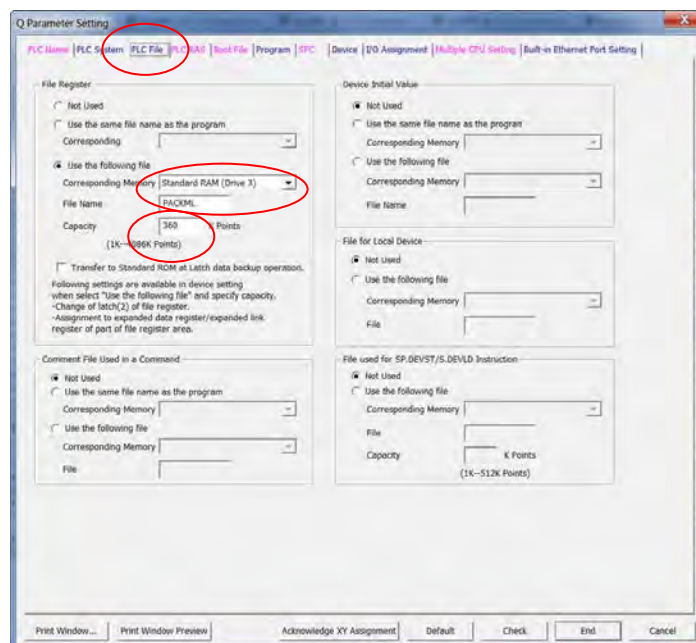 Q Parameter Setting
PLC Name PLC System PLC File PLC RAS Boot File Program SFC Device I/O Assignment Multiple CPU Setting Built-in Ethernet Port Setting
File Register
Not Used
Use the same file name as the program
Corresponding
Use the following file
Corresponding Memory Standard RAM (Drive 3)
File Name PACKML
Capacity 360 K Points
(1K--4086K Points)
Transfer to Standard ROM at Latch data backup operation.
Following settings are available in device setting
when select "Use the following file" and specify capacity.
-Change of latch(2) of file register.
-Assignment to expanded data register/expanded link
register of part of file register area.
Comment File Used in a Command
Not Used
Use the same file name as the program
Corresponding Memory
Use the following file
Corresponding Memory
File
Device Initial Value
Not Used
Use the same file name as the program
Corresponding Memory
Use the following file
Corresponding Memory
File Name
File for Local Device
Not Used
Use the following file
Corresponding Memory
File
File used for SP.DEVST/S.DEVLD Instruction
Not Used
Use the following file
Corresponding Memory
File
Capacity K Points
(1K--512K Points)
Print Window... Print Window Preview Acknowledge XY Assignment Default Check End Cancel